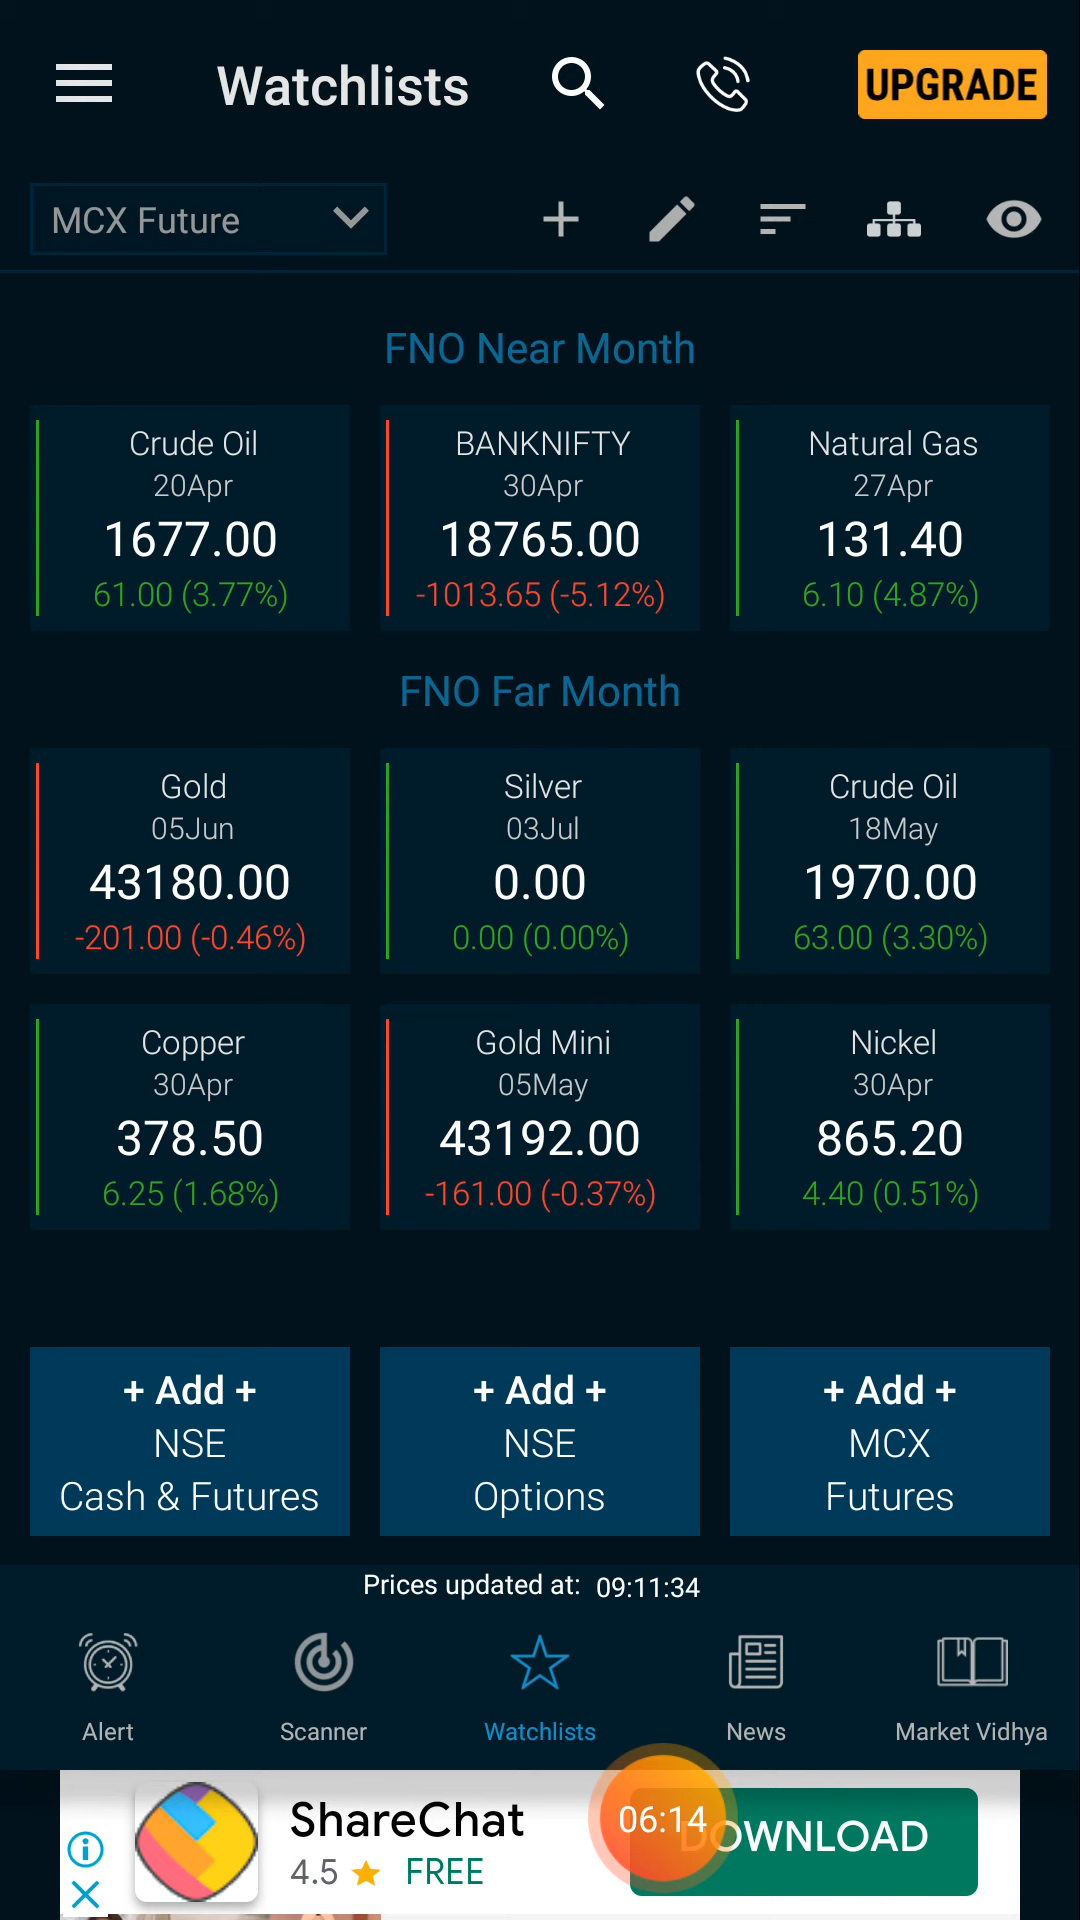 Watchlists
UPGRADE
MCX Future
FNO Near Month
Crude Oil
20Apr
1677.00
61.00 (3.77%)
BANKNIFTY
30Apr
18765.00
-1013.65 (-5.12%)
Natural Gas
27Apr
131.40
6.10 (4.87%)
FNO Far Month
Gold
05Jun
43180.00
-201.00 (-0.46%)
Silver
03Jul
0.00
0.00 (0.00%)
Crude Oil
18May
1970.00
63.00 (3.30%)
Copper
30Apr
378.50
6.25 (1.68%)
Gold Mini
05May
43192.00
-161.00 (-0.37%)
Nickel
30Apr
865.20
4.40 (0.51%)
+ Add +
NSE
Cash & Futures
+ Add +
NSE
Options
+ Add +
MCX
Futures
Prices updated at: 09:11:34
Alert
Scanner
Watchlists
News
Market Vidhya
ShareChat
4.5 FREE
06:14
DOWNLOAD